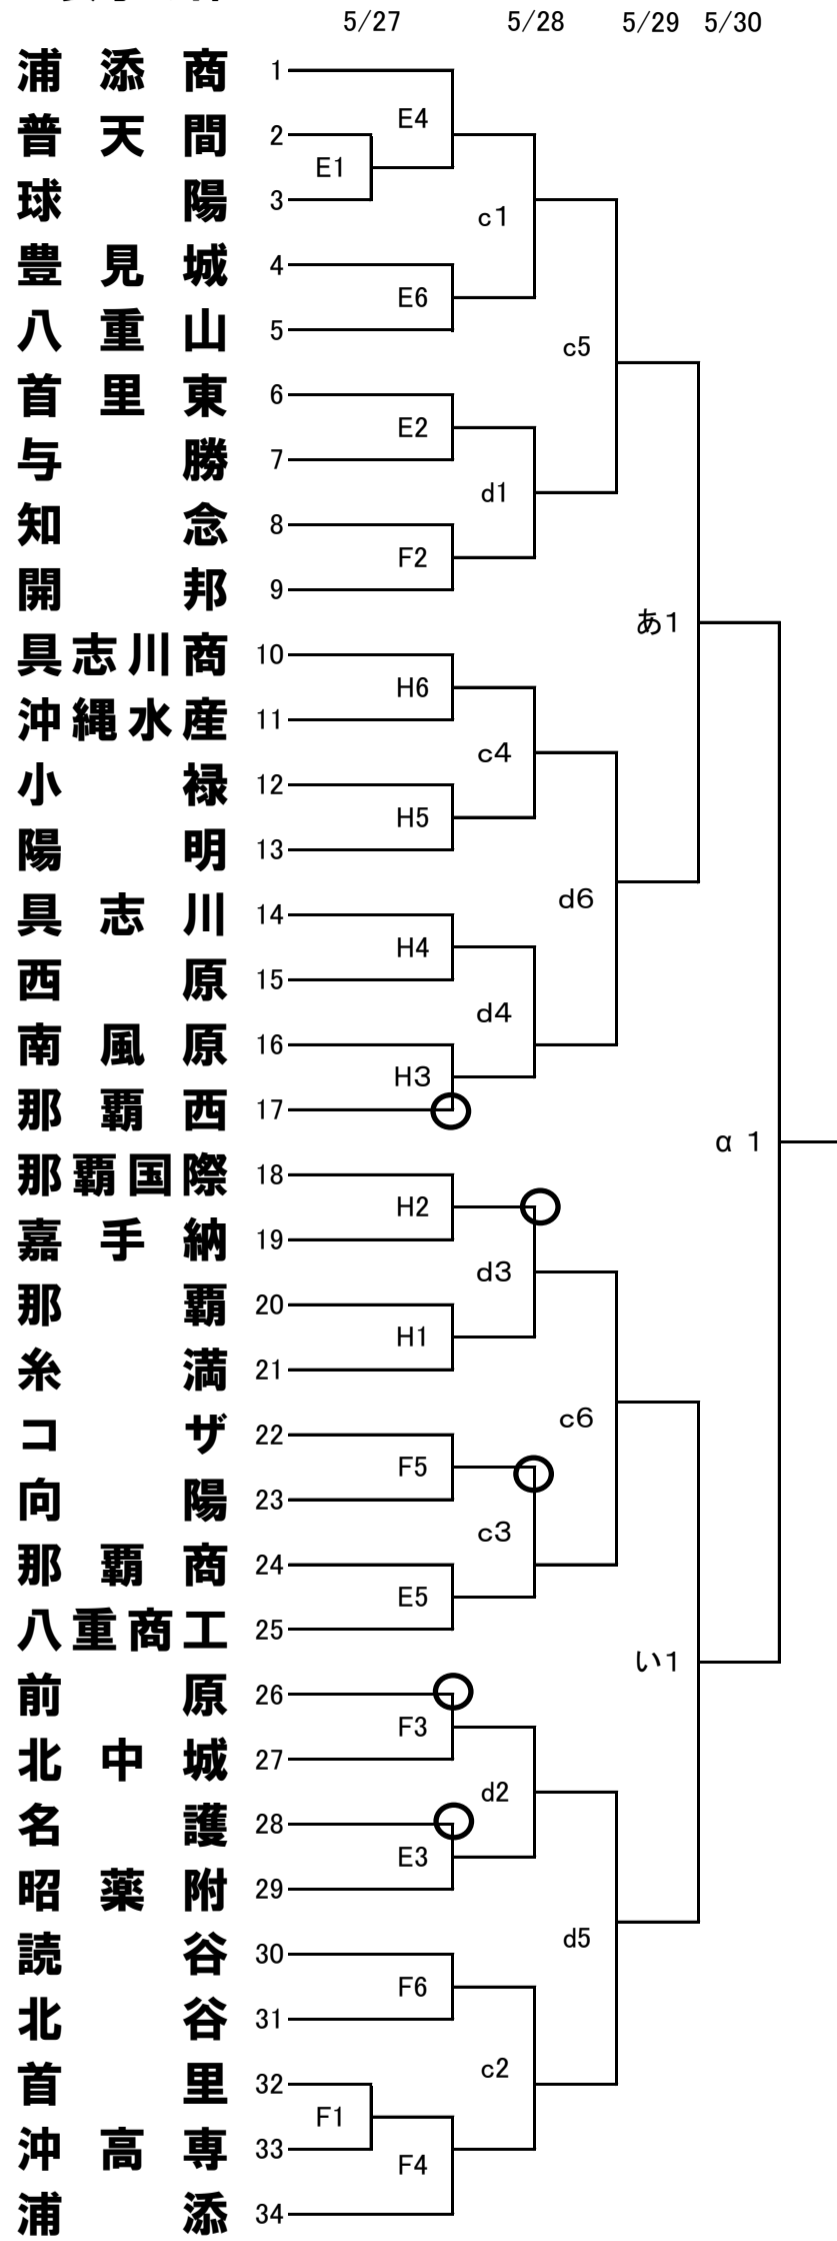 5/27 5/28 5/29 5/30
浦添商 1
E4
普天間 2
E1
球陽 3
c1
豊見城 4
E6
八重山 5
c5
首里東 6
E2
与勝 7
d1
知念 8
F2
開邦 9
あ1
具志川商 10
H6
沖縄水産 11
c4
小禄 12
H5
陽明 13
d6
具志川 14
H4
西原 15
d4
南風原 16
H3
那覇西 17
α 1
那覇国際 18
H2
嘉手納 19
d3
那覇 20
H1
糸満 21
c6
コザ 22
F5
向陽 23
c3
那覇商 24
E5
八重商工 25
い1
前原 26
F3
北中城 27
d2
名護 28
E3
昭薬附 29
d5
読谷 30
F6
北谷 31
c2
首里 32
F1
沖高専 33
F4
浦添 34